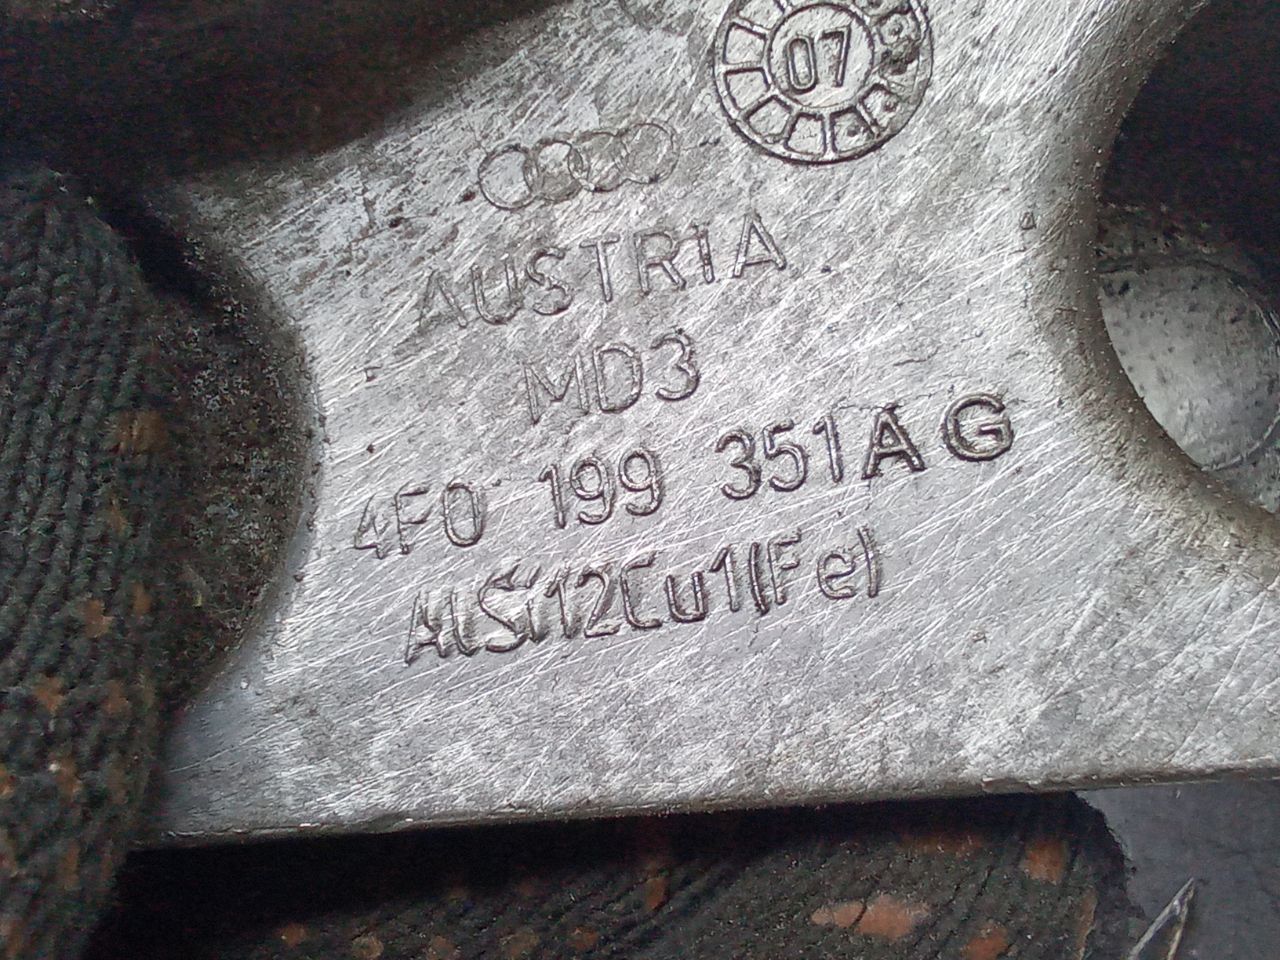 07
AUSTRIA
MD3
4F0 199 351AG
ALSi12Cu1(Fe)